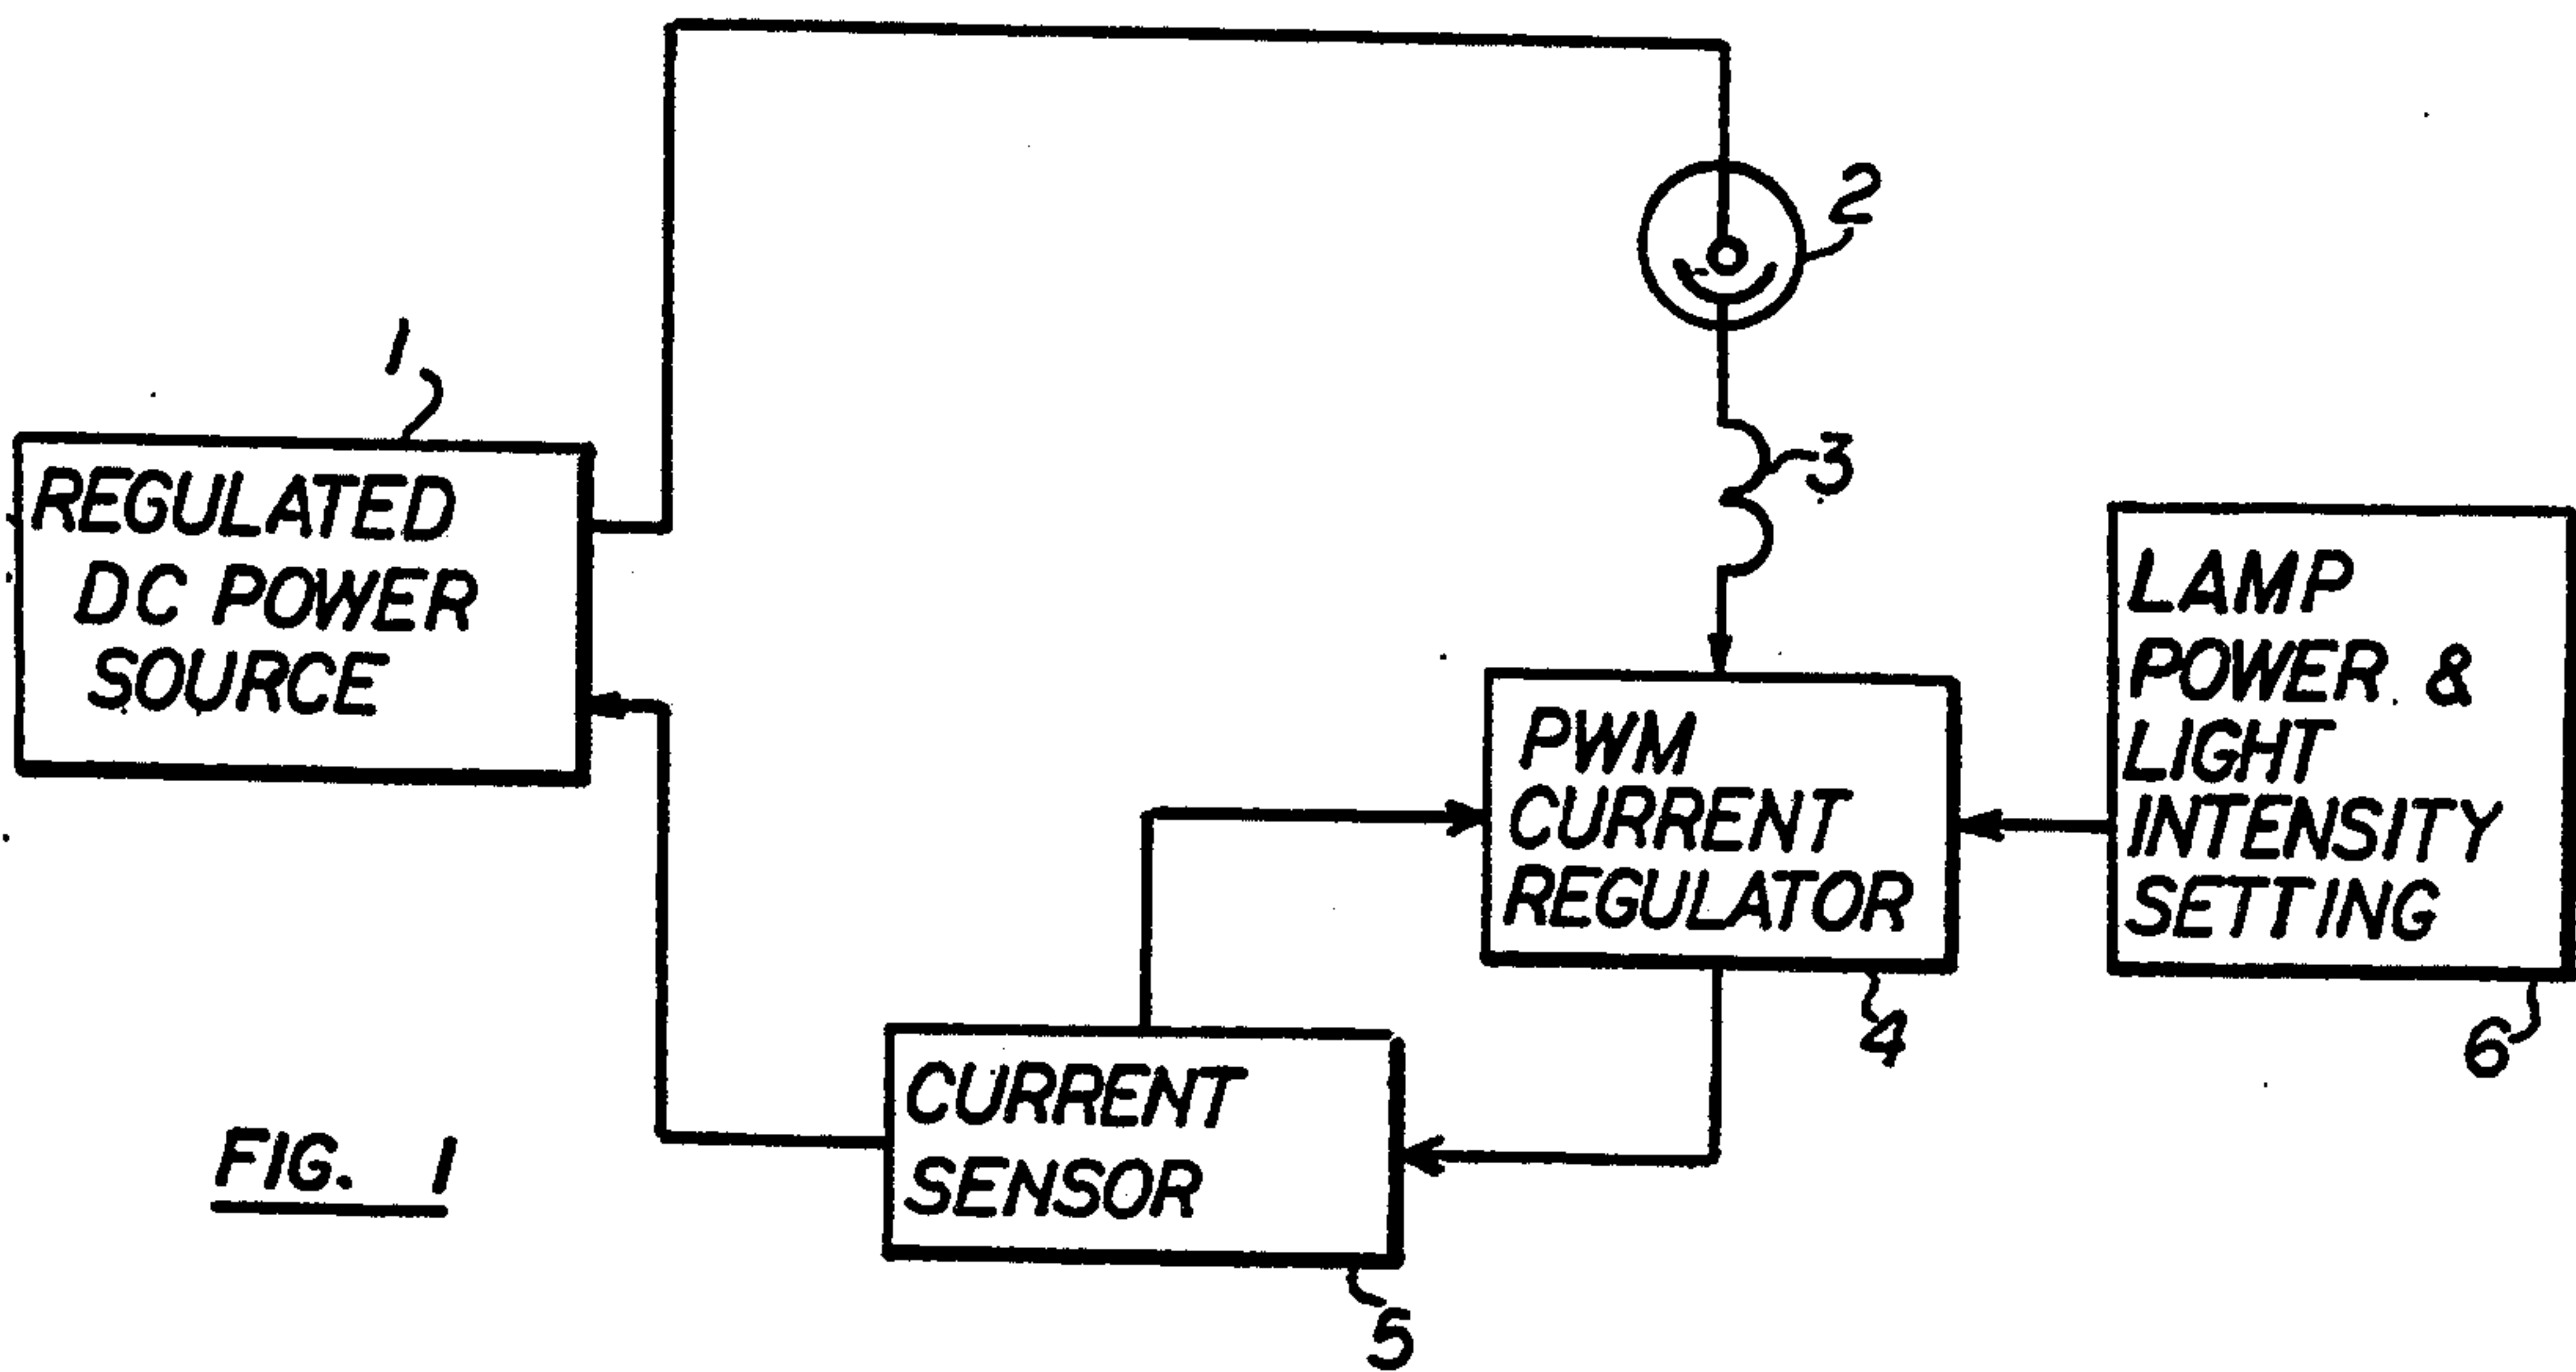 1
REGULATED
DC POWER
SOURCE
2
3
PWM
CURRENT
REGULATOR
4
LAMP
POWER &
LIGHT
INTENSITY
SETTING
6
CURRENT
SENSOR
5
FIG. 1